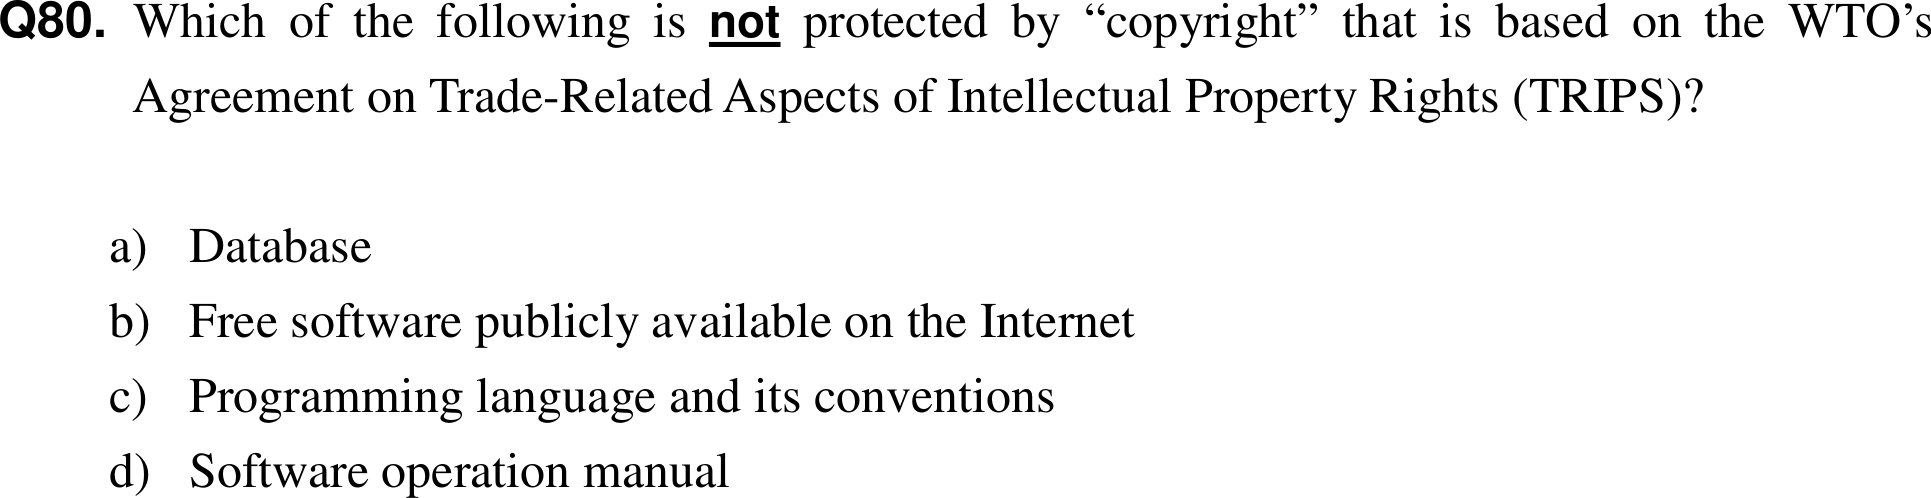 Q80. Which of the following is not protected by “copyright” that is based on the WTO’s
Agreement on Trade-Related Aspects of Intellectual Property Rights (TRIPS)?
a) Database
b) Free software publicly available on the Internet
c) Programming language and its conventions
d) Software operation manual